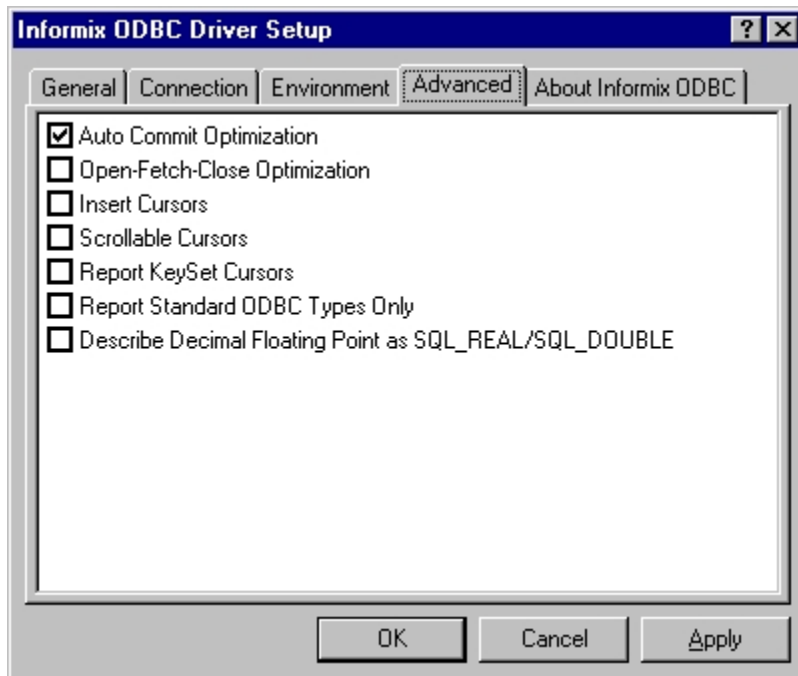 Informix ODBC Driver Setup
General Connection Environment Advanced About Informix ODBC
Auto Commit Optimization
Open-Fetch-Close Optimization
Insert Cursors
Scrollable Cursors
Report KeySet Cursors
Report Standard ODBC Types Only
Describe Decimal Floating Point as SQL_REAL/SQL_DOUBLE
OK Cancel Apply